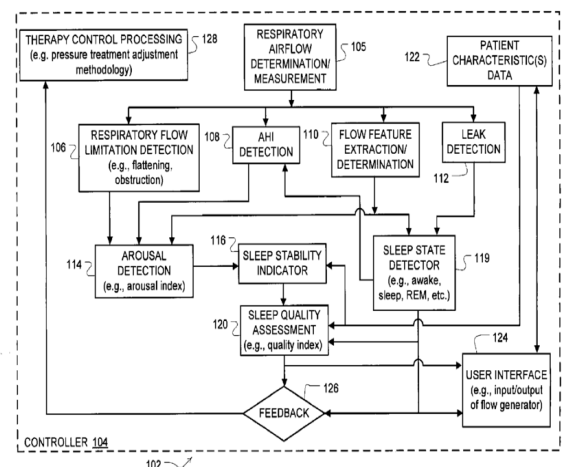 THERAPY CONTROL PROCESSING
(e.g. pressure treatment adjustment
methodology)
128
RESPIRATORY
AIRFLOW
DETERMINATION/
MEASUREMENT
105
122
PATIENT
CHARACTERISTIC(S)
DATA
106
RESPIRATORY FLOW
LIMITATION DETECTION
(e.g., flattening,
obstruction)
108
AHI
DETECTION
110
FLOW FEATURE
EXTRACTION/
DETERMINATION
LEAK
DETECTION
112
114
AROUSAL
DETECTION
(e.g., arousal index)
116
SLEEP STABILITY
INDICATOR
SLEEP STATE
DETECTOR
(e.g., awake,
sleep, REM, etc.)
119
120
SLEEP QUALITY
ASSESSMENT
(e.g., quality index)
124
USER INTERFACE
(e.g., input/output
of flow generator)
126
FEEDBACK
CONTROLLER 104
102